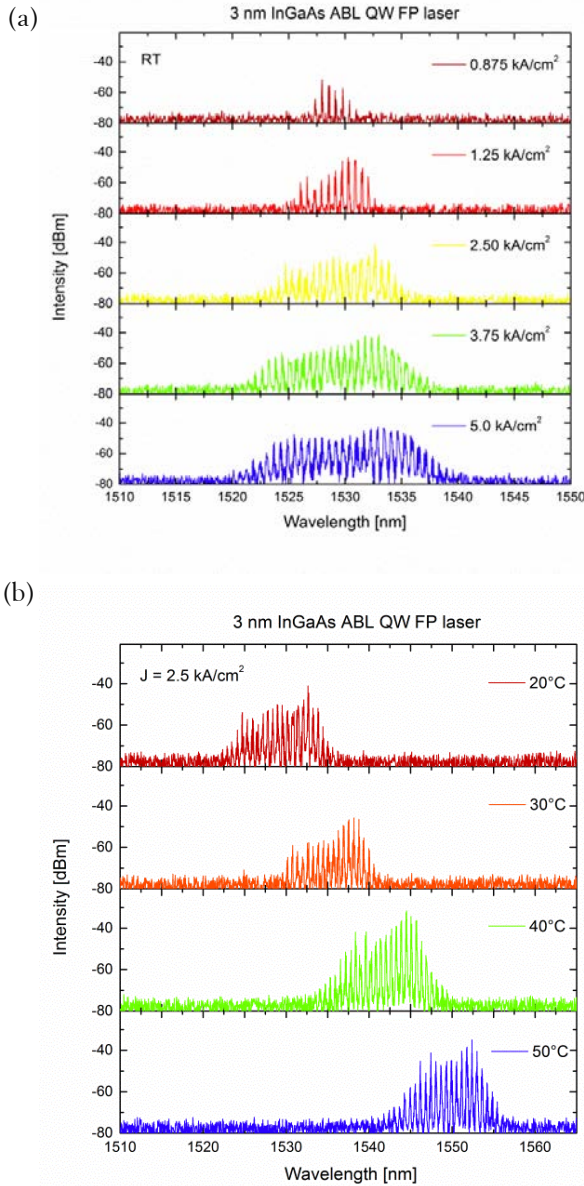 (a)
3 nm InGaAs ABL QW FP laser
RT
0.875 kA/cm²
1.25 kA/cm²
2.50 kA/cm²
3.75 kA/cm²
5.0 kA/cm²
-40
-60
-80
-40
-60
-80
-40
-60
-80
-40
-60
-80
-40
-60
-80
Intensity [dBm]
1510 1515 1520 1525 1530 1535 1540 1545 1550
Wavelength [nm]
(b)
3 nm InGaAs ABL QW FP laser
J = 2.5 kA/cm²
20°C
30°C
40°C
50°C
-40
-60
-80
-40
-60
-80
-40
-60
-80
-40
-60
-80
Intensity [dBm]
1510 1520 1530 1540 1550 1560
Wavelength [nm]